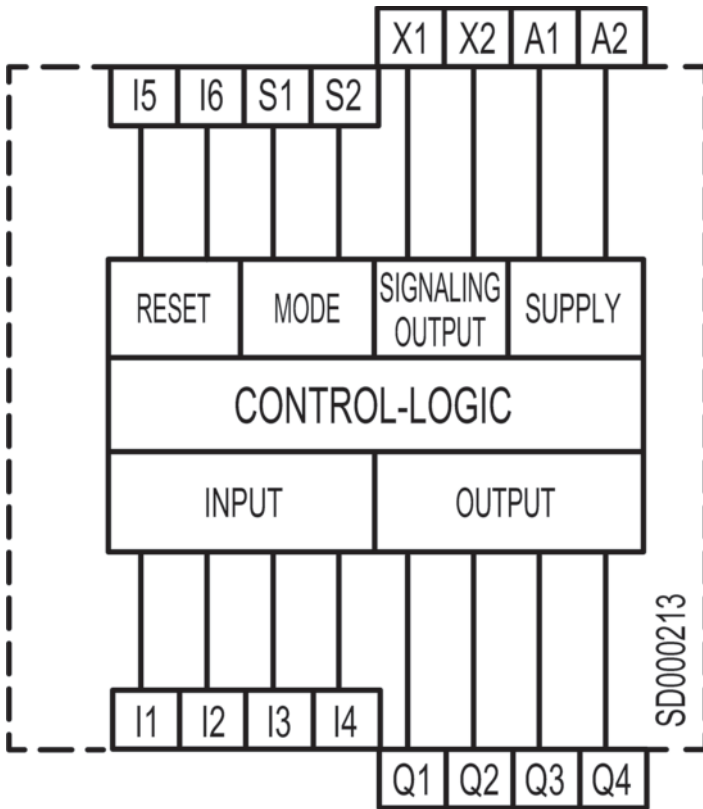 X1 X2 A1 A2
I5 I6 S1 S2
RESET MODE SIGNALING OUTPUT SUPPLY
CONTROL-LOGIC
INPUT OUTPUT
SD000213
I1 I2 I3 I4
Q1 Q2 Q3 Q4